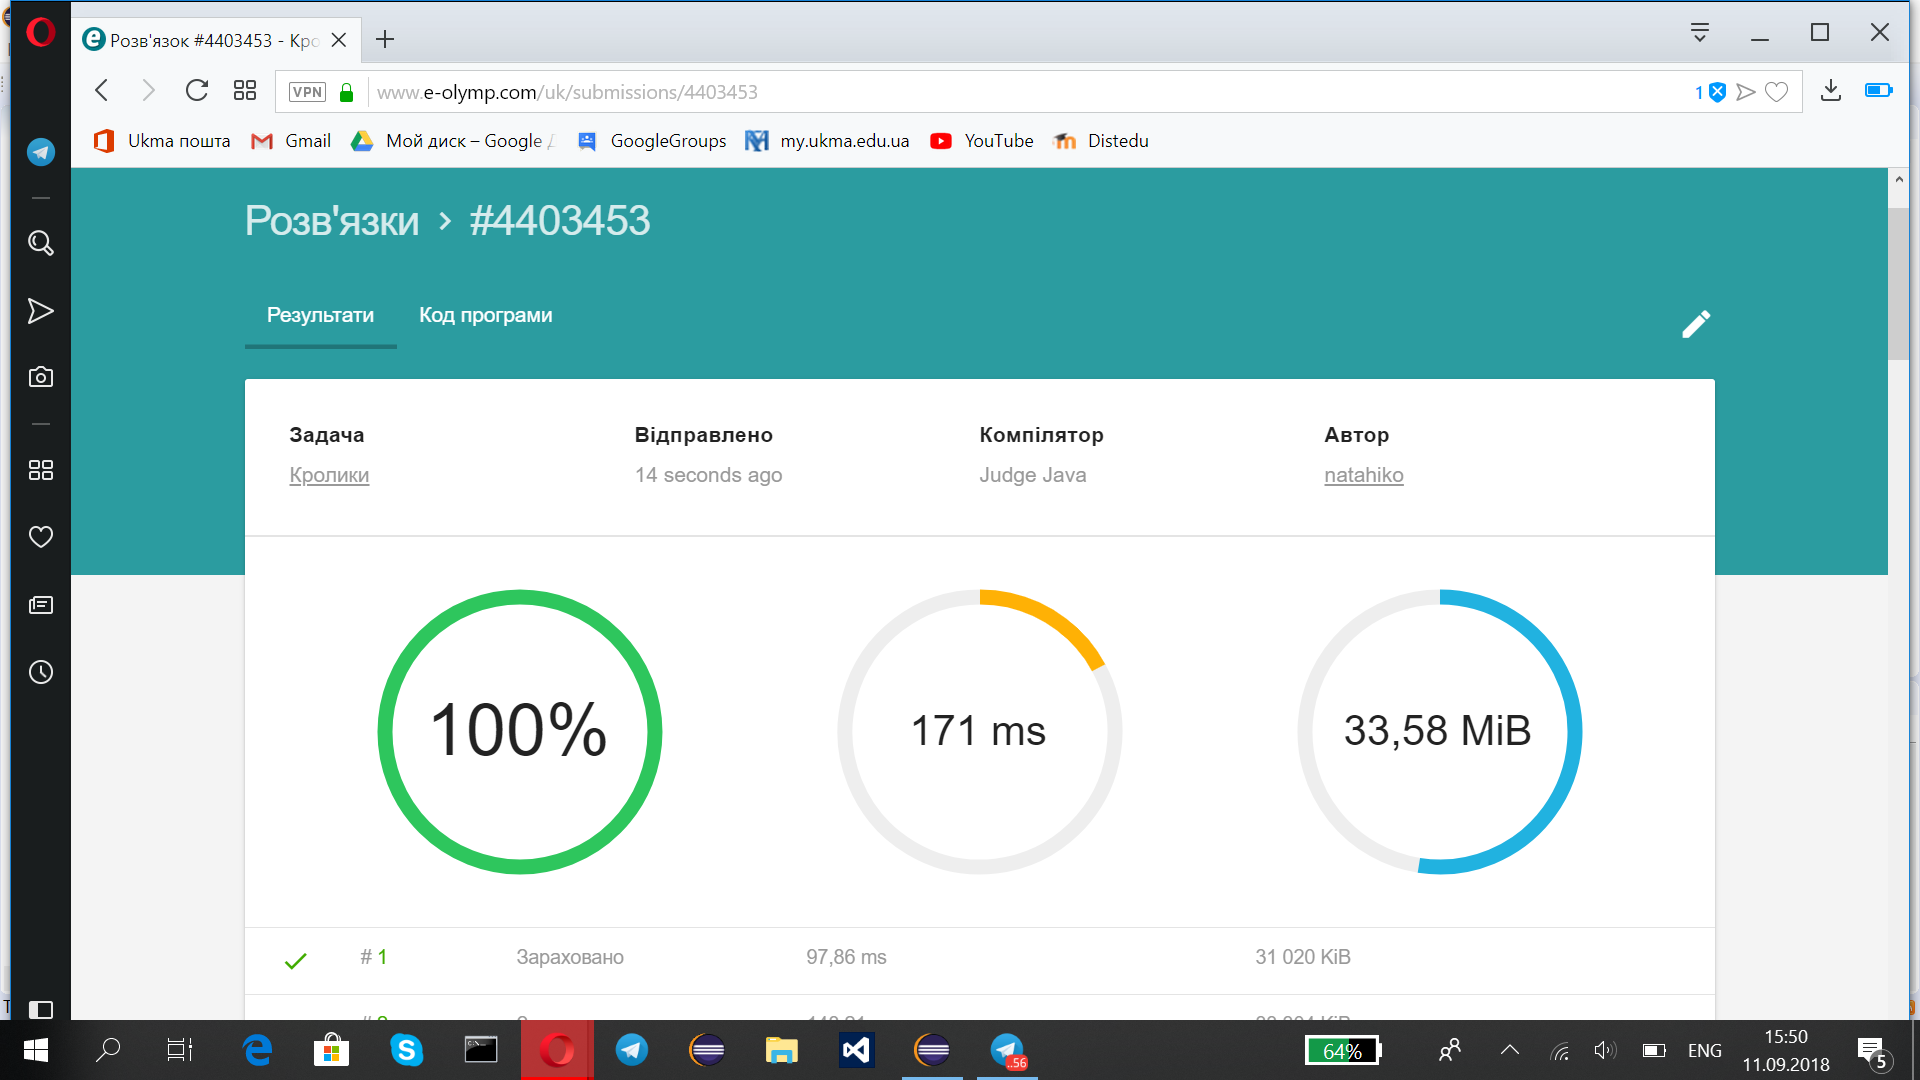 Розв'язок #4403453 - Кро
VPN www.e-olymp.com/uk/submissions/4403453 1
Ukma пошта Gmail Мой диск – Google GoogleGroups my.ukma.edu.ua YouTube Distedu
Розв'язки › #4403453
Результати Код програми
Задача Відправлено Компілятор Автор
Кролики 14 seconds ago Judge Java natahiko
100% 171 ms 33,58 MiB
# 1 Зараховано 97,86 ms 31 020 KiB
64% ENG 15:50
11.09.2018
..56
5